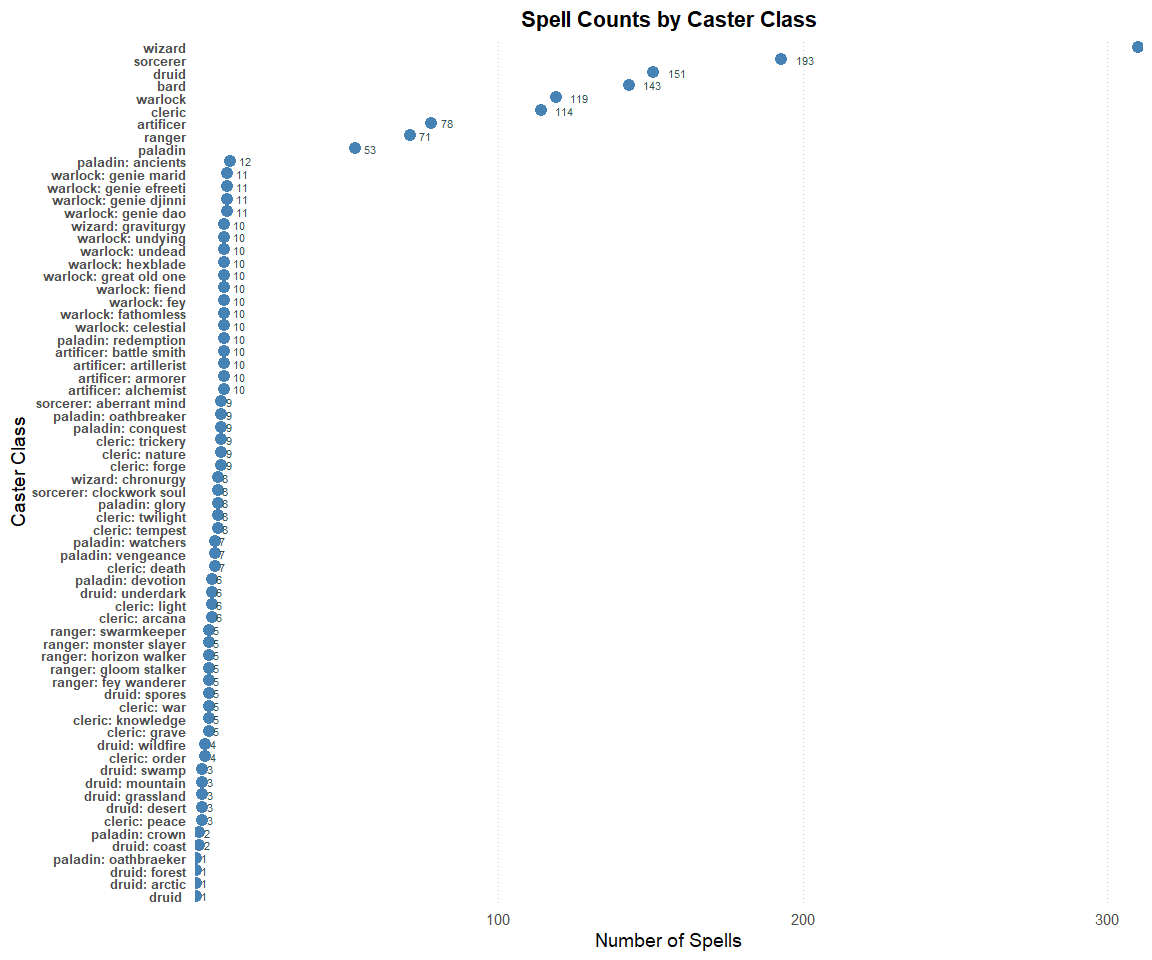 Spell Counts by Caster Class
wizard
sorcerer 193
druid 151
bard 143
warlock 119
cleric 114
artificer 78
ranger 71
paladin 53
paladin: ancients 12
warlock: genie marid 11
warlock: genie efreeti 11
warlock: genie djinni 11
warlock: genie dao 11
wizard: graviturgy 10
warlock: undying 10
warlock: undead 10
warlock: hexblade 10
warlock: great old one 10
warlock: fiend 10
warlock: fey 10
warlock: fathomless 10
warlock: celestial 10
paladin: redemption 10
artificer: battle smith 10
artificer: artillerist 10
artificer: armorer 10
artificer: alchemist 10
sorcerer: aberrant mind 9
paladin: oathbreaker 9
paladin: conquest 9
cleric: trickery 9
cleric: nature 9
cleric: forge 9
wizard: chronurgy 8
sorcerer: clockwork soul 8
paladin: glory 8
cleric: twilight 8
cleric: tempest 8
paladin: watchers 7
paladin: vengeance 7
cleric: death 7
paladin: devotion 6
druid: underdark 6
cleric: light 6
cleric: arcana 6
ranger: swarmkeeper 5
ranger: monster slayer 5
ranger: horizon walker 5
ranger: gloom stalker 5
ranger: fey wanderer 5
druid: spores 5
cleric: war 5
cleric: knowledge 5
cleric: grave 5
druid: wildfire 4
cleric: order 4
druid: swamp 3
druid: mountain 3
druid: grassland 3
druid: desert 3
cleric: peace 3
paladin: crown 2
druid: coast 2
paladin: oathbraeker 1
druid: forest 1
druid: arctic 1
druid 1
Caster Class
100 200 300
Number of Spells